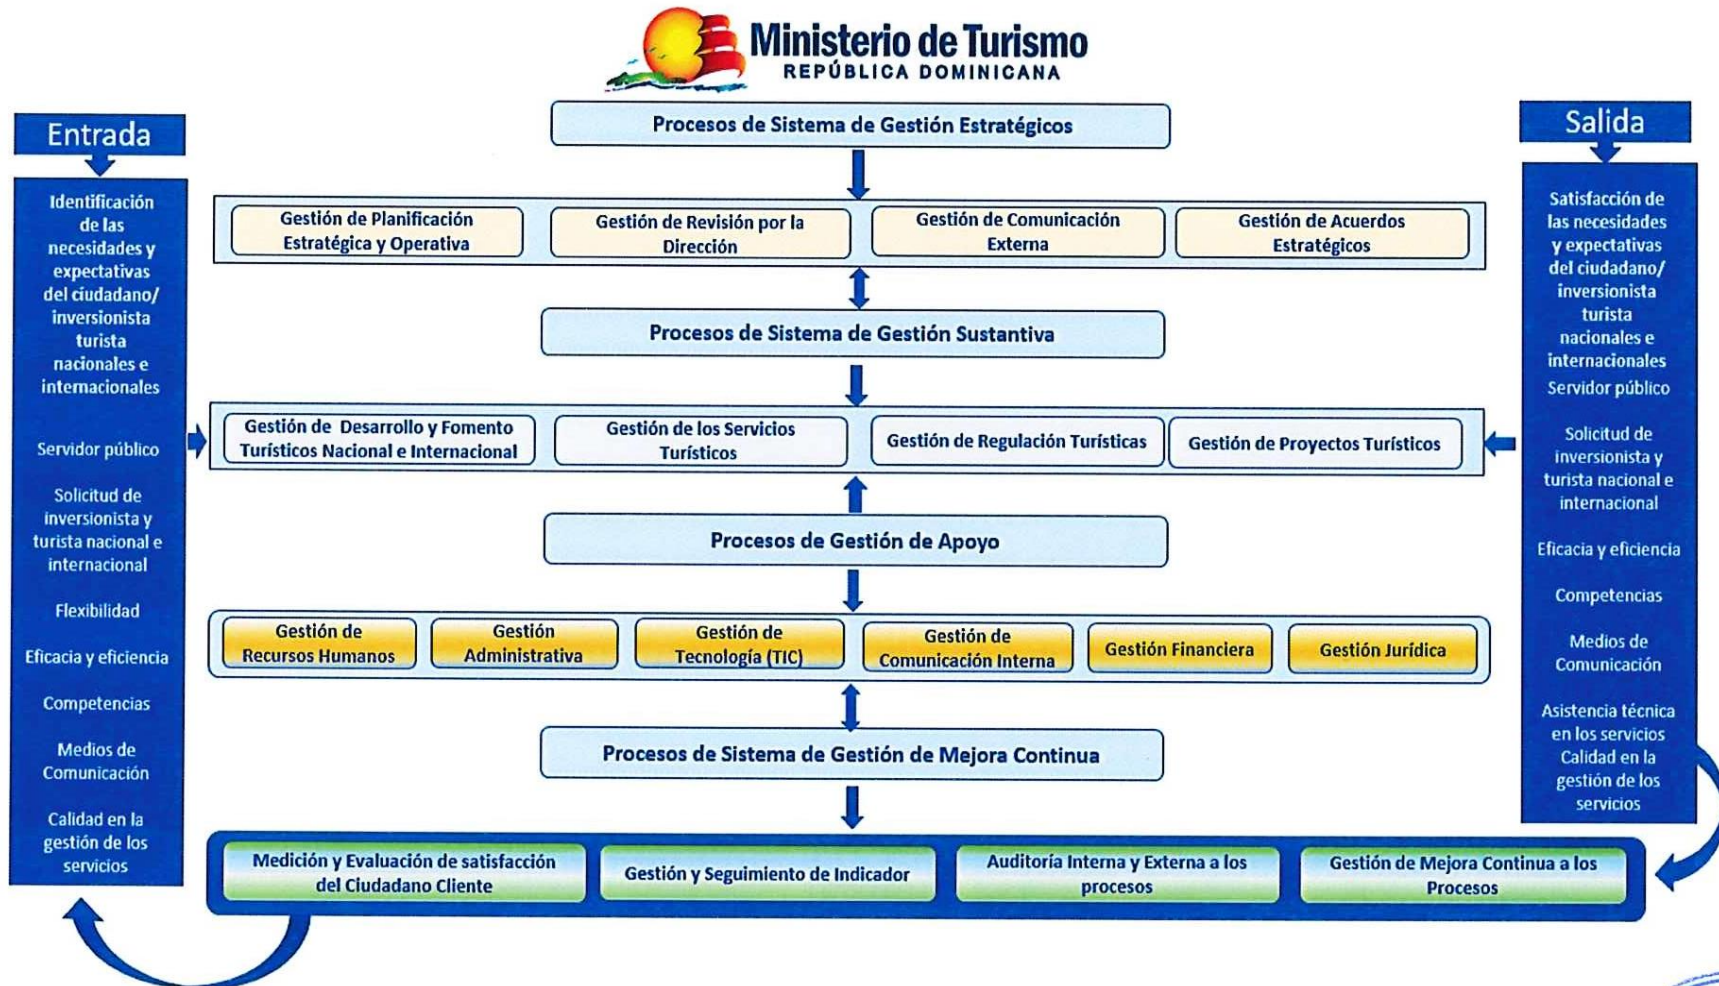 Ministerio de Turismo
REPÚBLICA DOMINICANA
Entrada
Identificación
de las
necesidades y
expectativas
del ciudadano/
inversionista
turista
nacionales e
internacionales
Servidor público
Solicitud de
inversionista y
turista nacional e
internacional
Flexibilidad
Eficacia y eficiencia
Competencias
Medios de
Comunicación
Calidad en la
gestión de los
servicios
Procesos de Sistema de Gestión Estratégicos
Gestión de Planificación
Estratégica y Operativa
Gestión de Revisión por la
Dirección
Gestión de Comunicación
Externa
Gestión de Acuerdos
Estratégicos
Procesos de Sistema de Gestión Sustantiva
Gestión de Desarrollo y Fomento
Turísticos Nacional e Internacional
Gestión de los Servicios
Turísticos
Gestión de Regulación Turísticas
Gestión de Proyectos Turísticos
Procesos de Gestión de Apoyo
Gestión de
Recursos Humanos
Gestión
Administrativa
Gestión de
Tecnología (TIC)
Gestión de
Comunicación Interna
Gestión Financiera
Gestión Jurídica
Procesos de Sistema de Gestión de Mejora Continua
Medición y Evaluación de satisfacción
del Ciudadano Cliente
Gestión y Seguimiento de Indicador
Auditoría Interna y Externa a los
procesos
Gestión de Mejora Continua a los
Procesos
Salida
Satisfacción de
las necesidades
y expectativas
del ciudadano/
inversionista
turista
nacionales e
internacionales
Servidor público
Solicitud de
inversionista y
turista nacional e
internacional
Eficacia y eficiencia
Competencias
Medios de
Comunicación
Asistencia técnica
en los servicios
Calidad en la
gestión de los
servicios